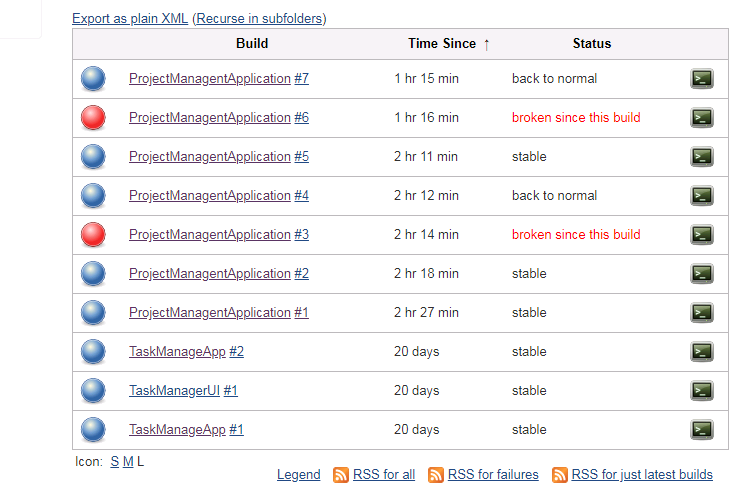 Export as plain XML (Recurse in subfolders)
Build Time Since ↑ Status
ProjectManagentApplication #7 1 hr 15 min back to normal
ProjectManagentApplication #6 1 hr 16 min broken since this build
ProjectManagentApplication #5 2 hr 11 min stable
ProjectManagentApplication #4 2 hr 12 min back to normal
ProjectManagentApplication #3 2 hr 14 min broken since this build
ProjectManagentApplication #2 2 hr 18 min stable
ProjectManagentApplication #1 2 hr 27 min stable
TaskManageApp #2 20 days stable
TaskManagerUI #1 20 days stable
TaskManageApp #1 20 days stable
Icon: S M L
Legend RSS for all RSS for failures RSS for just latest builds